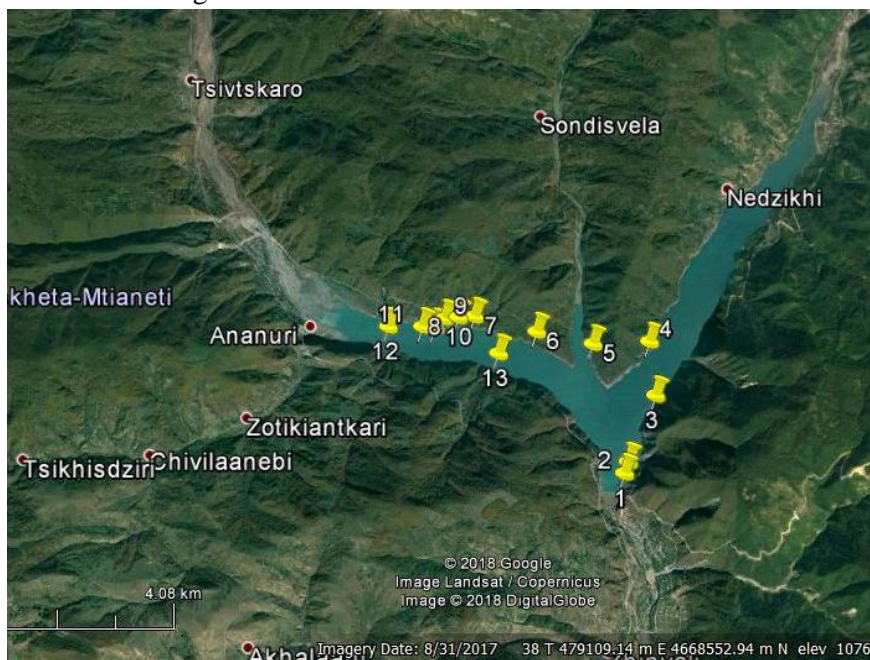 Tsivtskaro
Sondisvela
Nedzikhi
kheta-Mtianeti
Ananuri
11
12
8
9
10
7
13
6
5
4
3
2
1
Zotikiantkari
Tsikhisdziri
Chivilaanebi
© 2018 Google
Image Landsat / Copernicus
Image © 2018 DigitalGlobe
4.08 km
Imagery Date: 8/31/2017 38 T 479109.14 m E 4668552.94 m N elev 1076